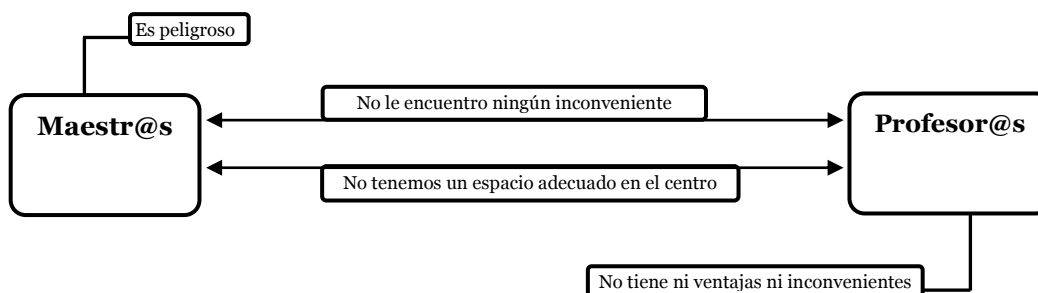 Es peligroso
No le encuentro ningún inconveniente
Maestr@s
Profesor@s
No tenemos un espacio adecuado en el centro
No tiene ni ventajas ni inconvenientes